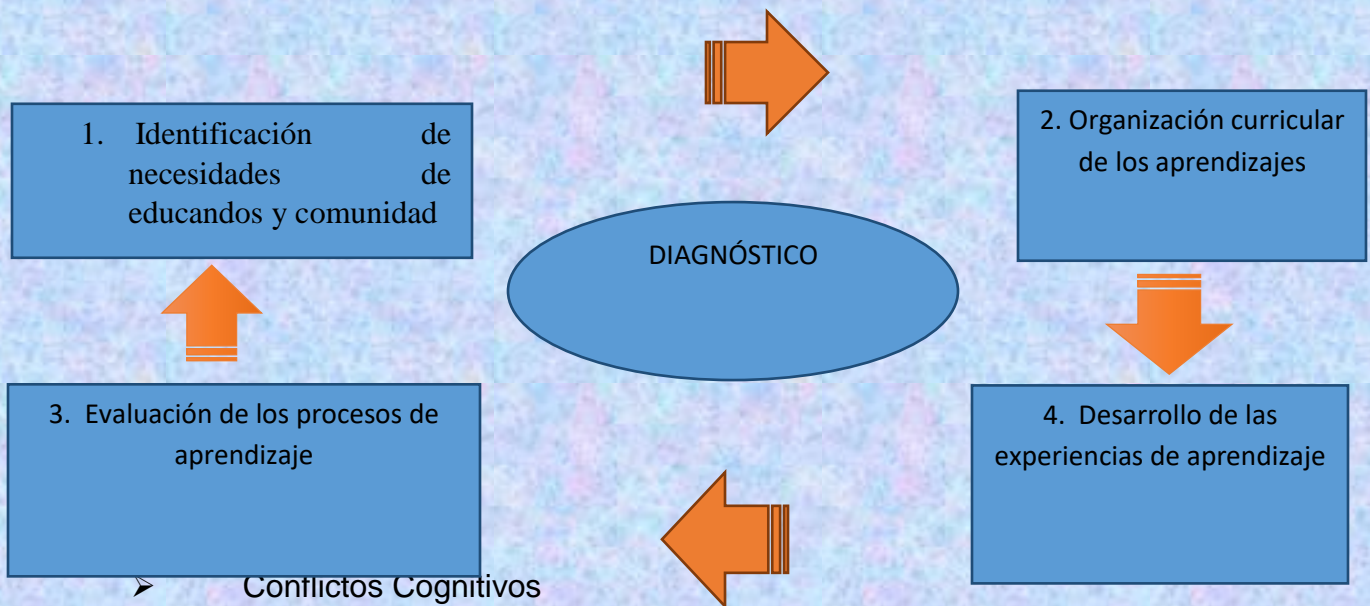 1. Identificación de
necesidades de
educandos y comunidad
2. Organización curricular
de los aprendizajes
DIAGNÓSTICO
3. Evaluación de los procesos de
aprendizaje
4. Desarrollo de las
experiencias de aprendizaje
➢ Conflictos Cognitivos